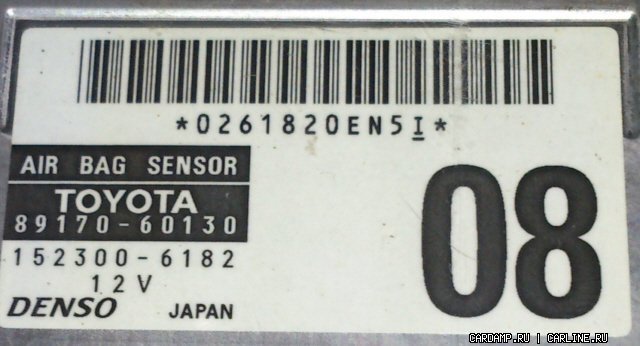 *0261820EN5I*
AIR BAG SENSOR
TOYOTA
89170-60130
152300-6182
12V
DENSO JAPAN
08
CARDAMP.RU | CARLINE.RU